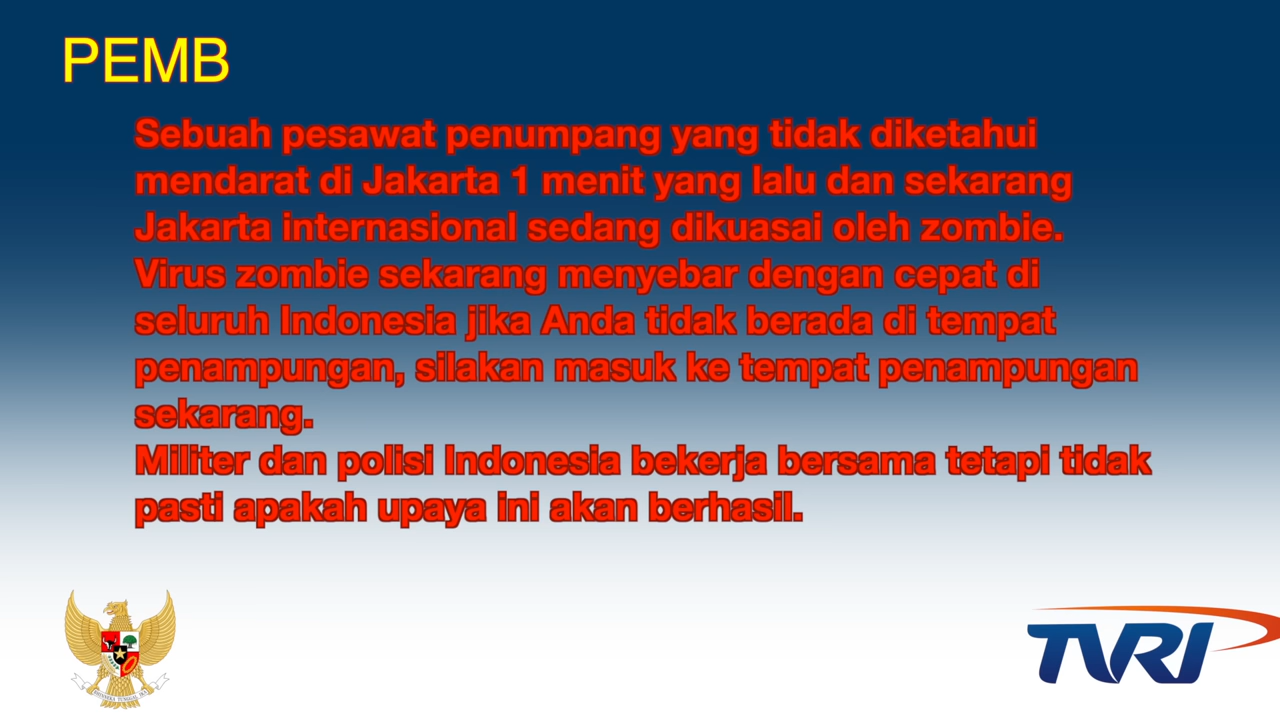 PEMB
Sebuah pesawat penumpang yang tidak diketahui
mendarat di Jakarta 1 menit yang lalu dan sekarang
Jakarta internasional sedang dikuasai oleh zombie.
Virus zombie sekarang menyebar dengan cepat di
seluruh Indonesia jika Anda tidak berada di tempat
penampungan, silakan masuk ke tempat penampungan
sekarang.
Militer dan polisi Indonesia bekerja bersama tetapi tidak
pasti apakah upaya ini akan berhasil.
TVRI